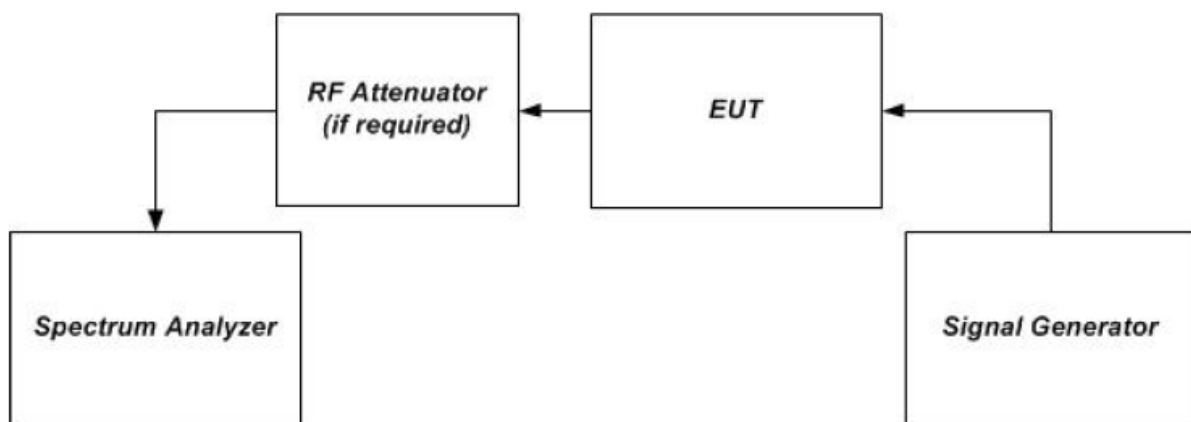 RF Attenuator
(if required)
EUT
Spectrum Analyzer
Signal Generator